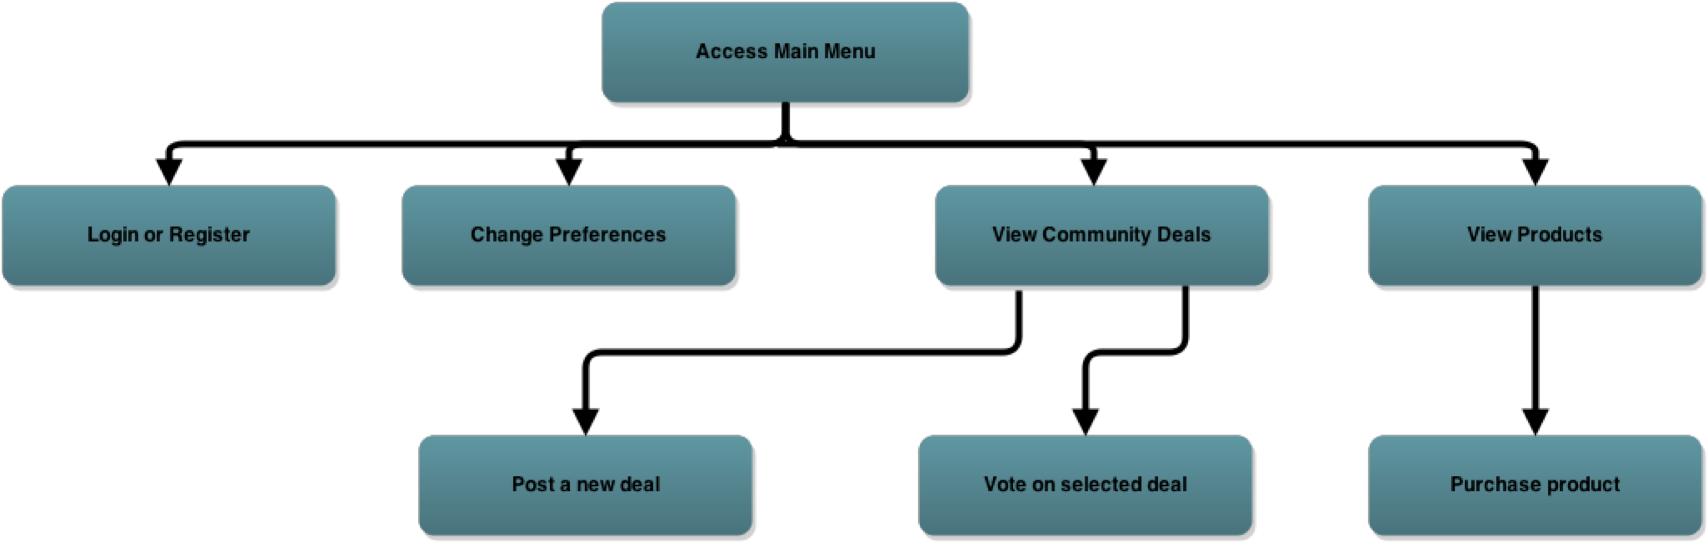 Access Main Menu
Login or Register
Change Preferences
View Community Deals
View Products
Post a new deal
Vote on selected deal
Purchase product